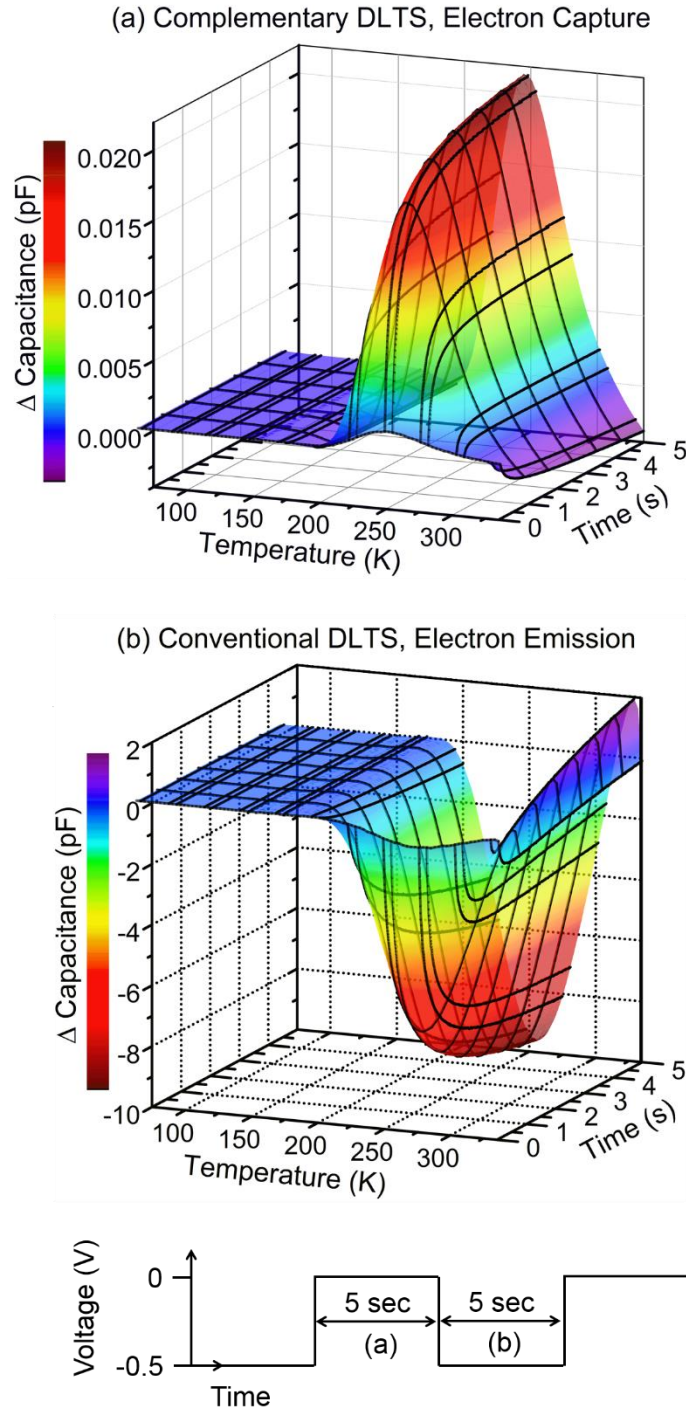 (a) Complementary DLTS, Electron Capture
Δ Capacitance (pF)
0.020
0.015
0.010
0.005
0.000
100
150
200
250
300
Temperature (K)
0
1
2
3
4
5
Time (s)
(b) Conventional DLTS, Electron Emission
Δ Capacitance (pF)
2
0
-2
-4
-6
-8
-10
100
150
200
250
300
Temperature (K)
0
1
2
3
4
5
Time (s)
Voltage (V)
0
-0.5
5 sec
(a)
5 sec
(b)
Time